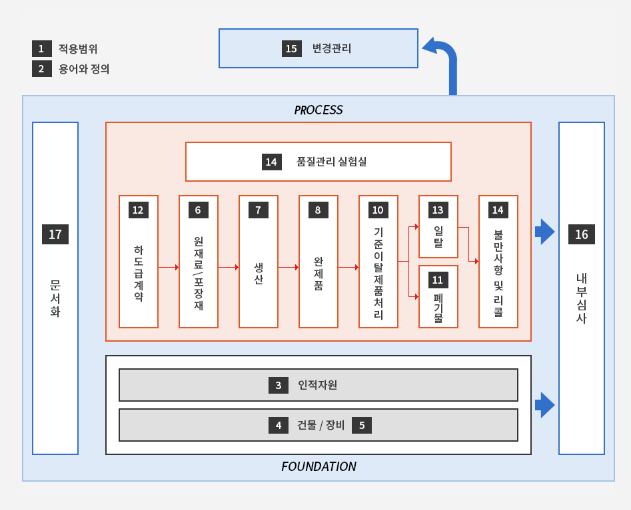 1 적용범위
2 용어와 정의
15 변경관리
PROCESS
14 품질관리 실험실
17 문서화
12 하도급계약
6 원재료/포장재
7 생산
8 완제품
10 기준이탈제품처리
13 일탈
11 폐기물
14 불만사항 및 리콜
16 내부심사
3 인적자원
4 건물 / 장비 5
FOUNDATION